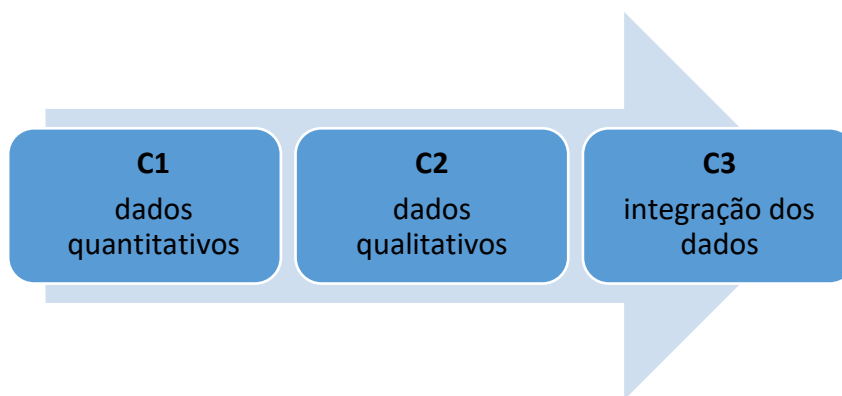 C1
dados
quantitativos
C2
dados
qualitativos
C3
integração dos
dados